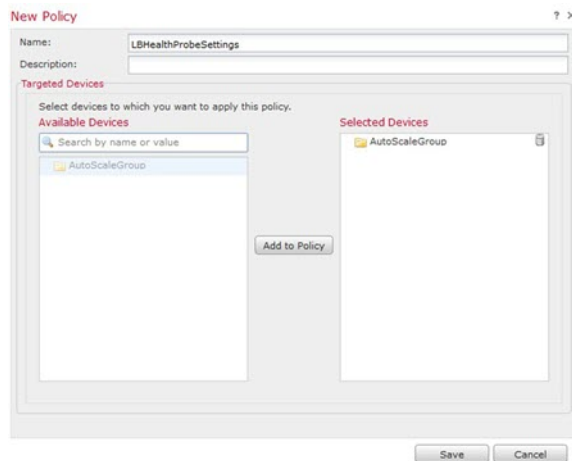 New Policy
? ×
Name:
LBHealthProbeSettings
Description:
Targeted Devices
Select devices to which you want to apply this policy.
Available Devices
Selected Devices
Search by name or value
AutoScaleGroup
AutoScaleGroup
Add to Policy
Save
Cancel